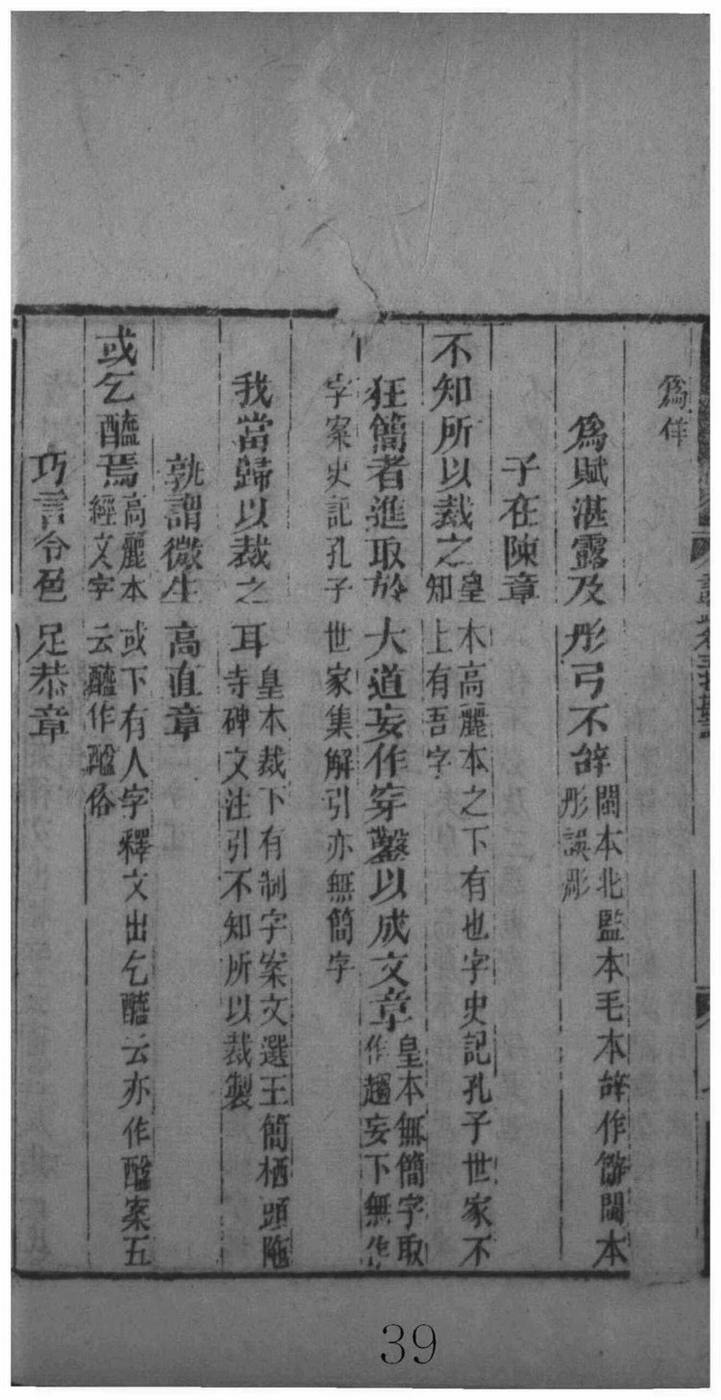 爲佯
爲賦湛露及彤弓不辞閩本北監本毛本辞作辭閩本
彤誤彫
子在陳章
不知所以裁之皇本高麗本之下有也字史記孔子世家不
知上有吾字
狂簡者進取於大道妄作穿鑿以成文章皇本無簡字取
作趨妄下無作
字案史記孔子世家集解引亦無簡字
我當歸以裁之耳皇本裁下有制字案文選王簡栖頭陁
寺碑文注引不知所以裁製
孰謂微生高直章
或乞醯焉高麗本或下有人字釋文出乞醯云亦作醘案五
經文字云醯作醘俗
巧言令色足恭章
39